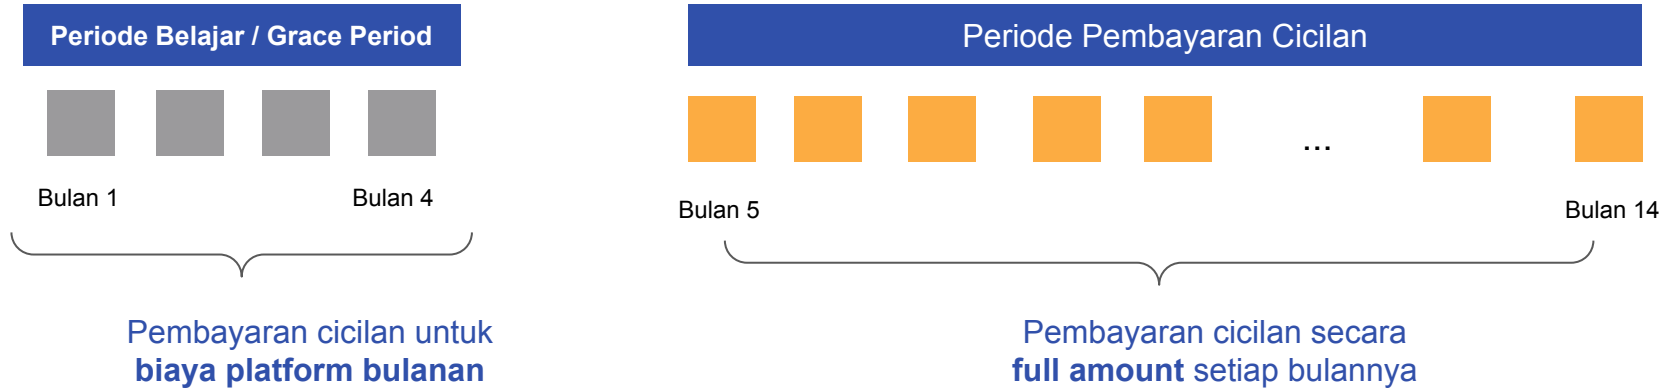 Periode Belajar / Grace Period
Bulan 1
Bulan 4
Pembayaran cicilan untuk
biaya platform bulanan
Periode Pembayaran Cicilan
...
Bulan 5
Bulan 14
Pembayaran cicilan secara
full amount setiap bulannya